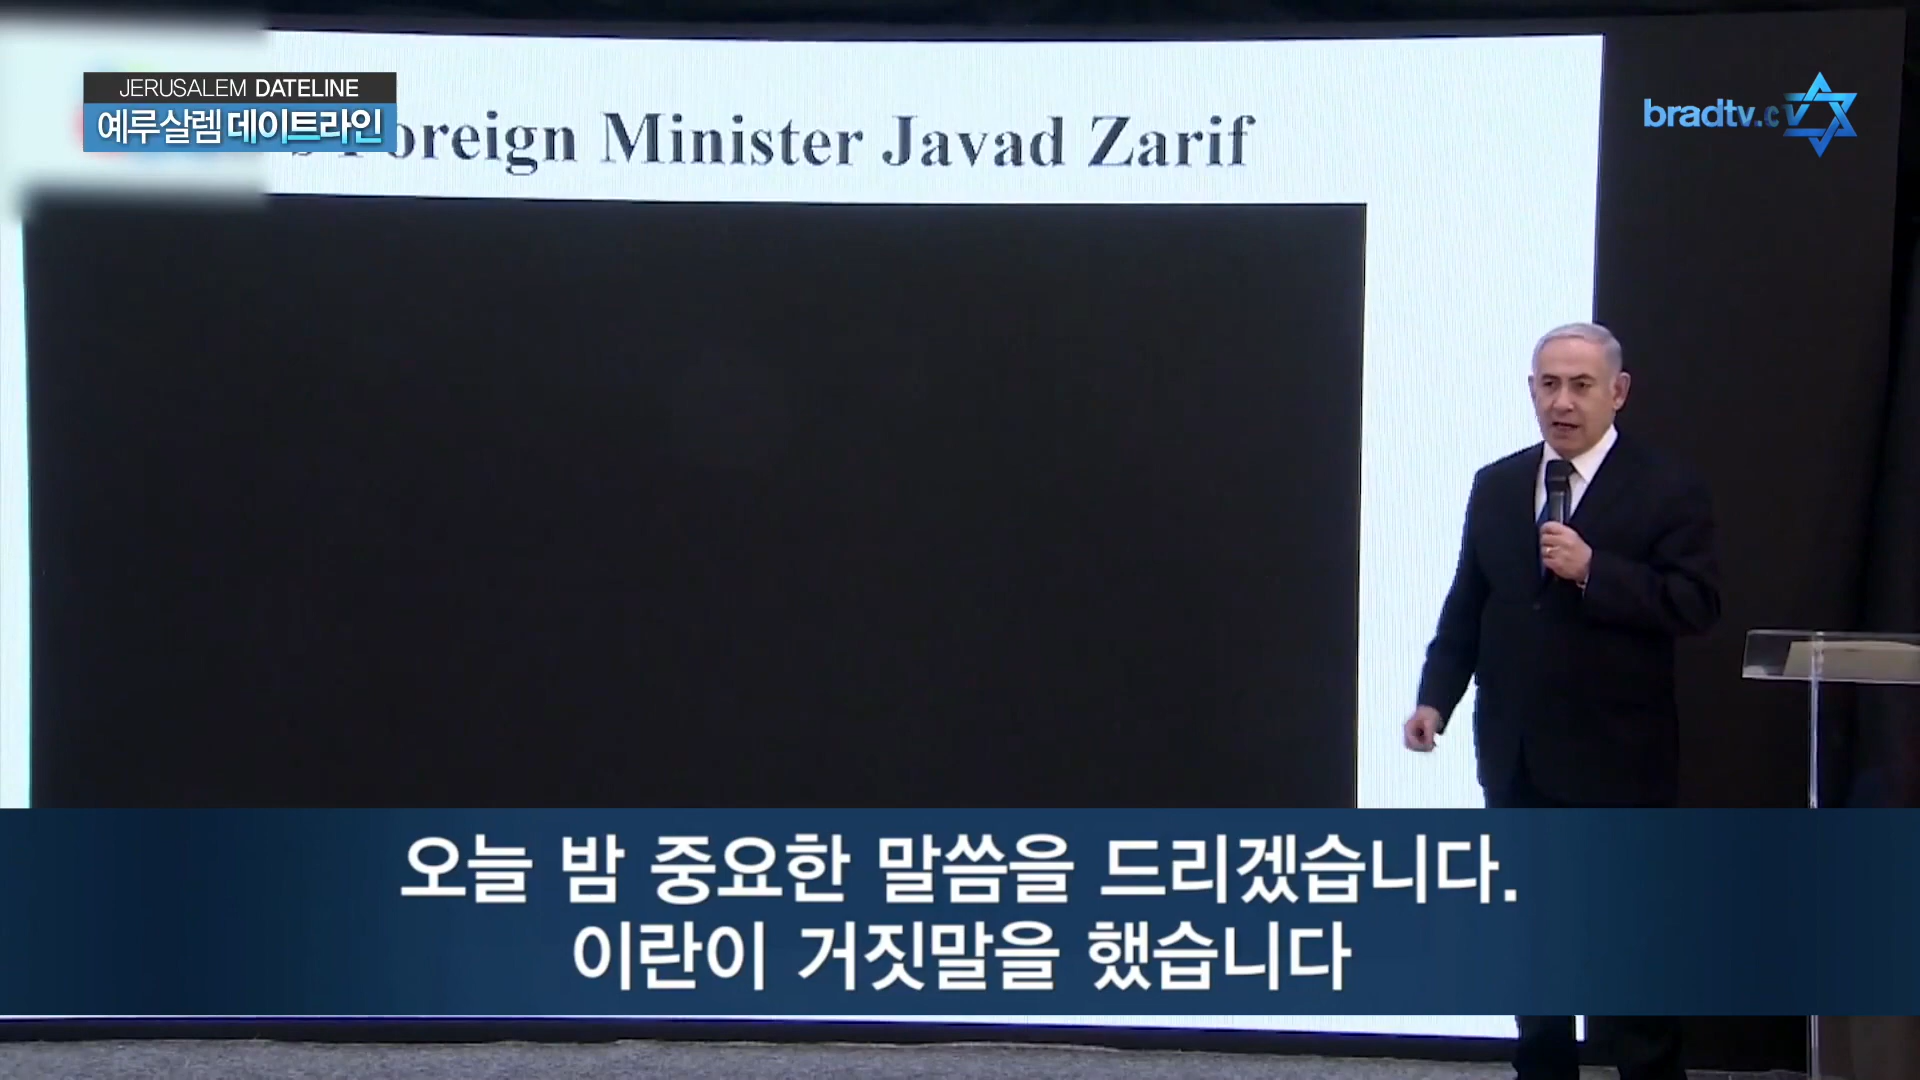 JERUSALEM DATELINE
예루살렘 데이트라인
Foreign Minister Javad Zarif
bradtv.c
오늘 밤 중요한 말씀을 드리겠습니다.
이란이 거짓말을 했습니다